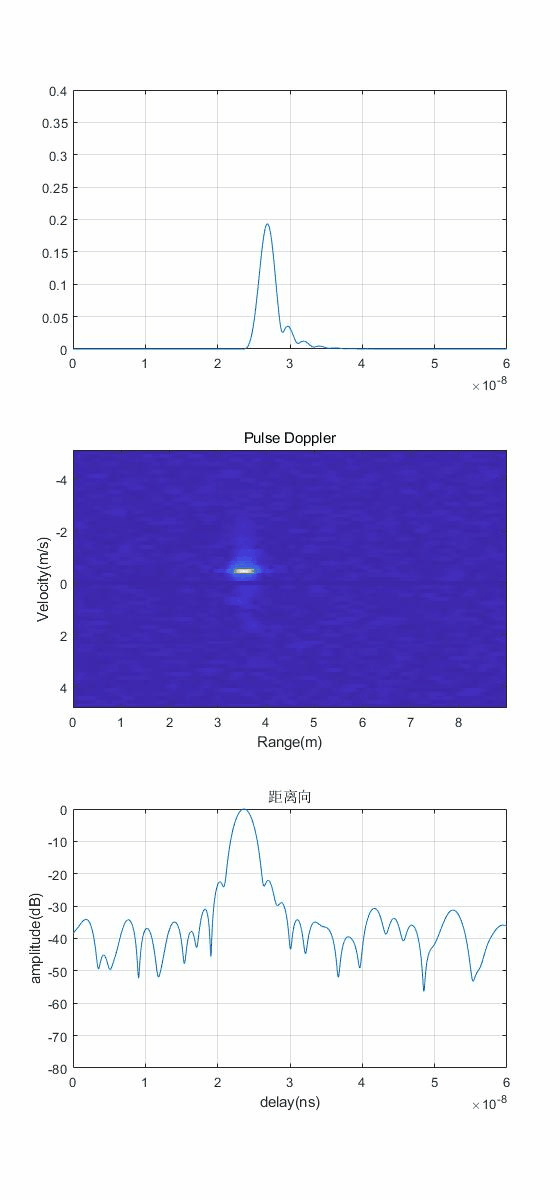 0.4
0.35
0.3
0.25
0.2
0.15
0.1
0.05
0
0 1 2 3 4 5 6
×10-8
Pulse Doppler
-4
-2
0
2
4
Velocity(m/s)
0 1 2 3 4 5 6 7 8
Range(m)
距离向
0
-10
-20
-30
-40
-50
-60
-70
-80
amplitude(dB)
0 1 2 3 4 5 6
delay(ns)
×10-8